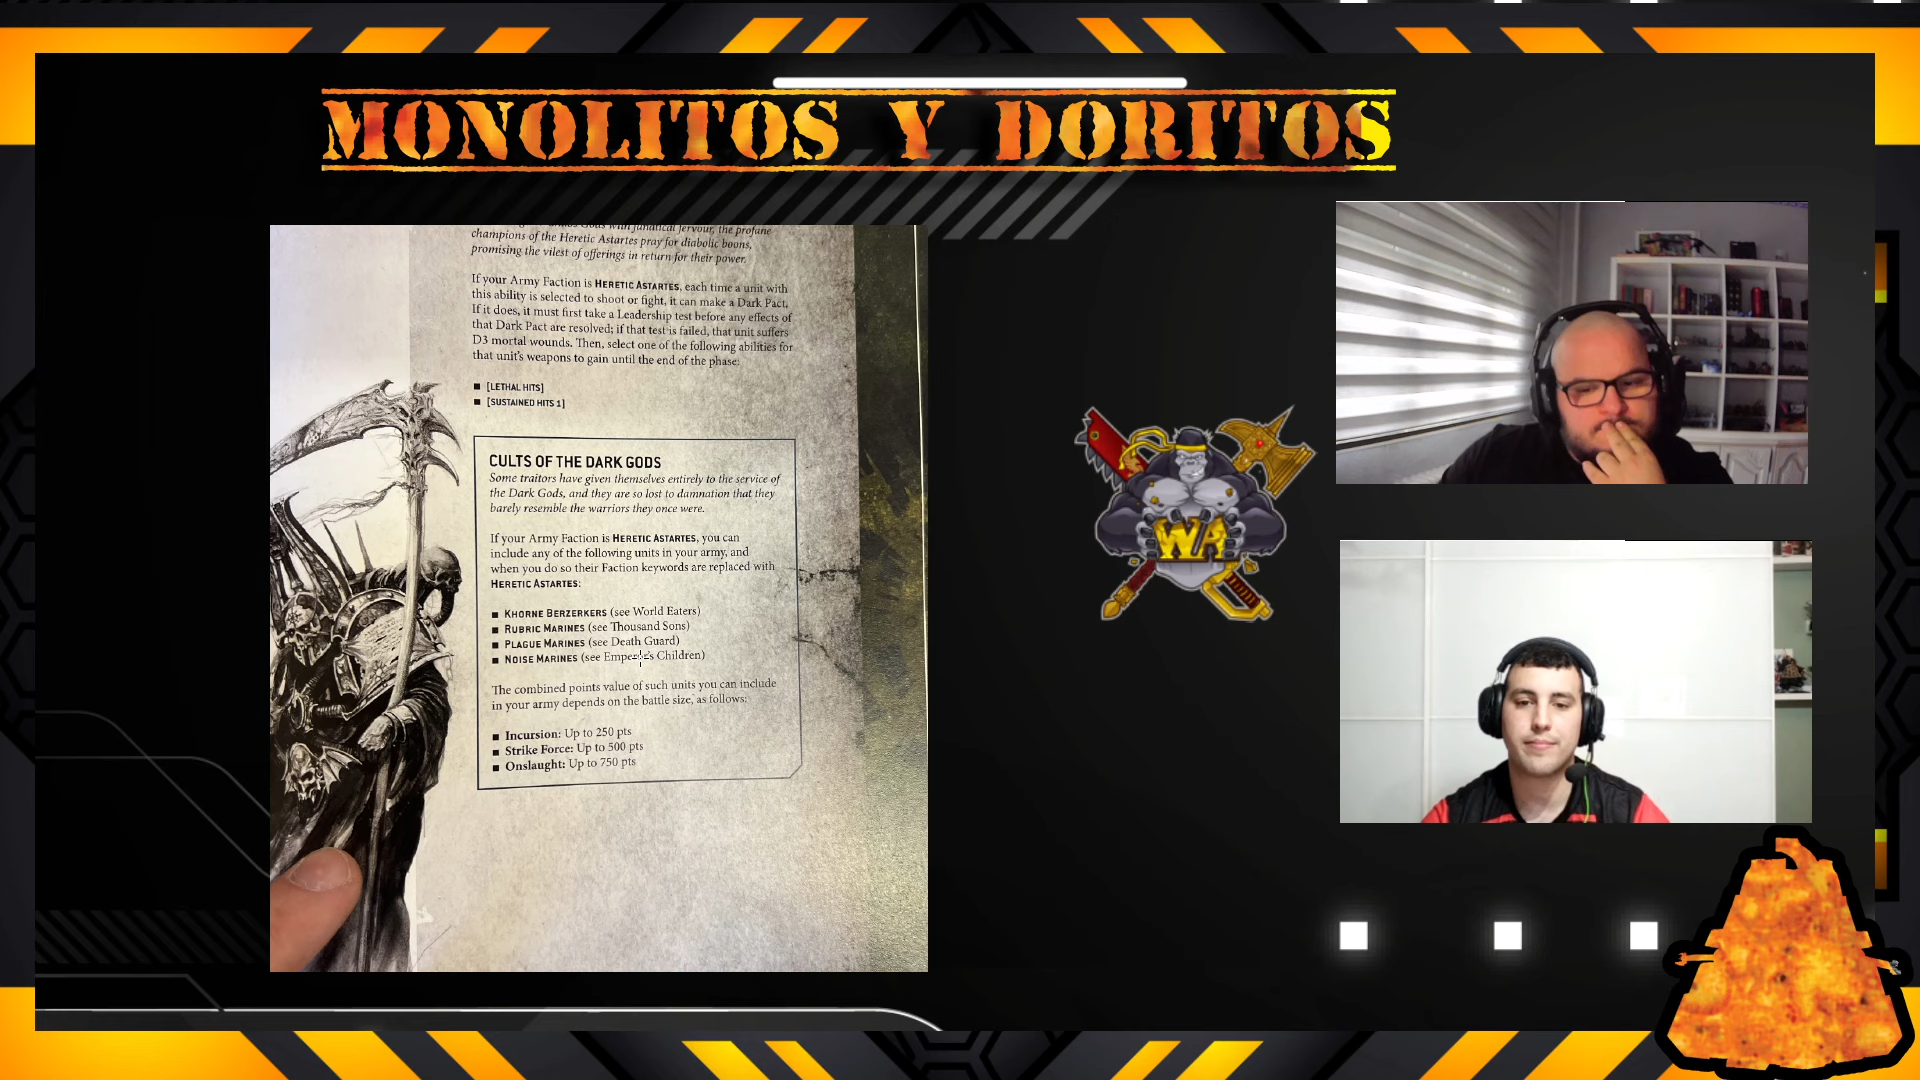 MONOLITOS Y DORITOS
Gods with fanatical fervour, the profane
champions of the Heretic Astartes pray for diabolic boons,
promising the vilest of offerings in return for their power.
If your Army Faction is HERETIC ASTARTES, each time a unit with
this ability is selected to shoot or fight, it can make a Dark Pact.
If it does, it must first take a Leadership test before any effects of
that Dark Pact are resolved; if that test is failed, that unit suffers
D3 mortal wounds. Then, select one of the following abilities for
that unit's weapons to gain until the end of the phase:
■ [LETHAL HITS]
■ [SUSTAINED HITS 1]
CULTS OF THE DARK GODS
Some traitors have given themselves entirely to the service of
the Dark Gods, and they are so lost to damnation that they
barely resemble the warriors they once were.
If your Army Faction is HERETIC ASTARTES, you can
include any of the following units in your army, and
when you do so their Faction keywords are replaced with
HERETIC ASTARTES:
■ KHORNE BERZERKERS (see World Eaters)
■ RUBRIC MARINES (see Thousand Sons)
■ PLAGUE MARINES (see Death Guard)
■ NOISE MARINES (see Emperor's Children)
The combined points value of such units you can include
in your army depends on the battle size, as follows:
■ Incursion: Up to 250 pts
■ Strike Force: Up to 500 pts
■ Onslaught: Up to 750 pts
WA